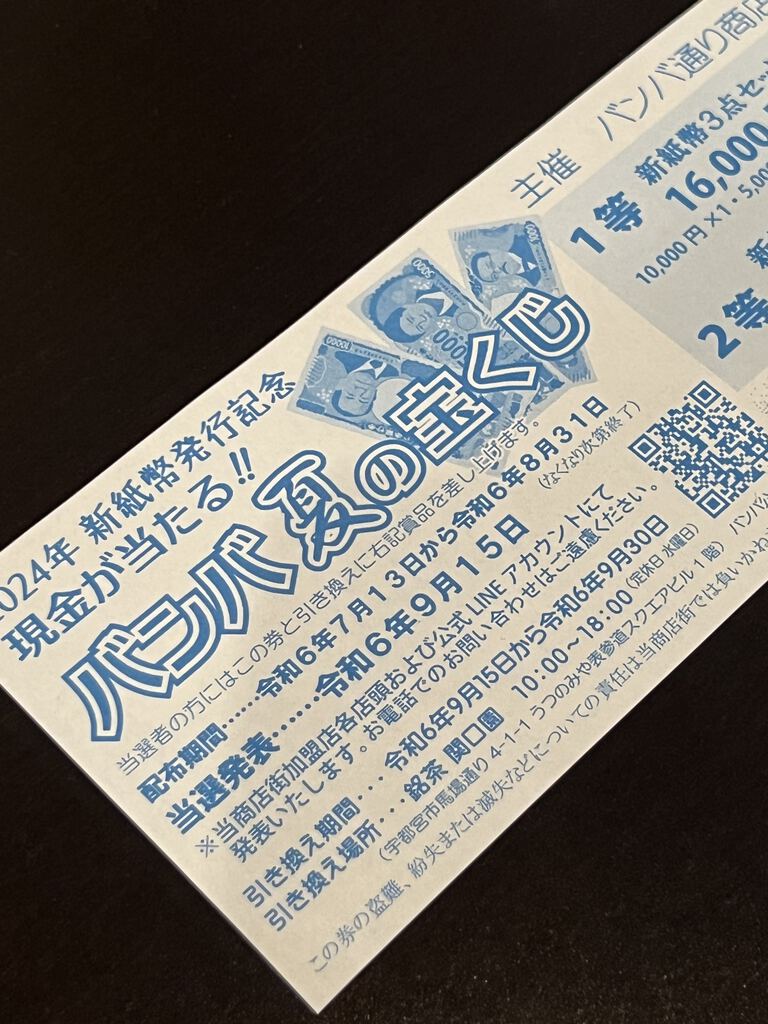 2024年 新紙幣発行記念
現金が当たる!!
バンバ 夏の宝くじ
当選者の方にはこの券と引き換えに右記賞品を差し上げます。
配布期間……令和6年7月13日から令和6年8月31日
(なくなり次第終了)
当選発表……令和6年9月15日
※当商店街加盟店各店頭および公式LINEアカウントにて
発表いたします。お電話でのお問い合わせはご遠慮ください。
引き換え期間…令和6年9月15日から令和6年9月30日
引き換え場所…銘茶 関口園 10:00〜18:00(定休日 水曜日)
(宇都宮市馬場通り4-1-1 うつのみや表参道スクエアビル1階)
この券の盗難、紛失または滅失などについての責任は当商店街では負いかね
主催 バンバ通り商店
1等 新紙幣3点セッ
16,000
10,000円×1・5,00
2等 新
バンバ
10000
5000
1000